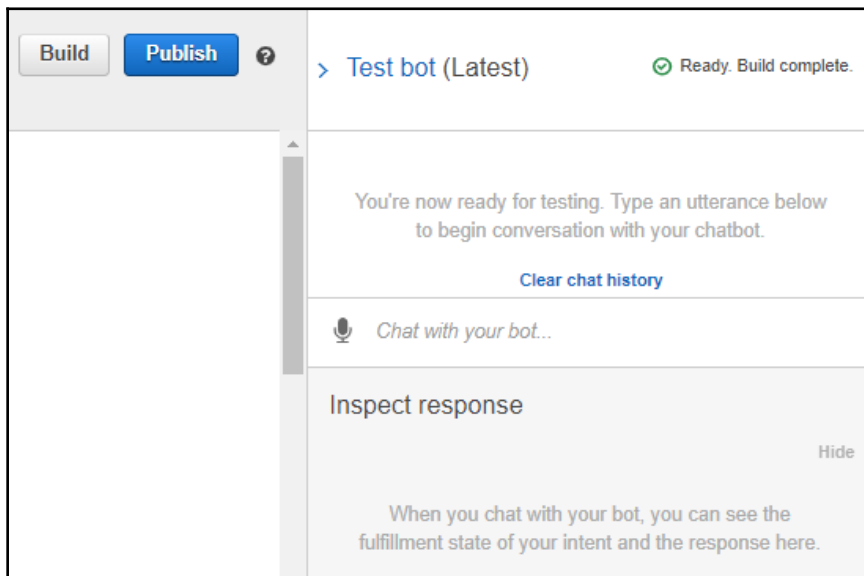 Build Publish ?
> Test bot (Latest)
Ready. Build complete.
You're now ready for testing. Type an utterance below
to begin conversation with your chatbot.
Clear chat history
Chat with your bot...
Inspect response
Hide
When you chat with your bot, you can see the
fulfillment state of your intent and the response here.